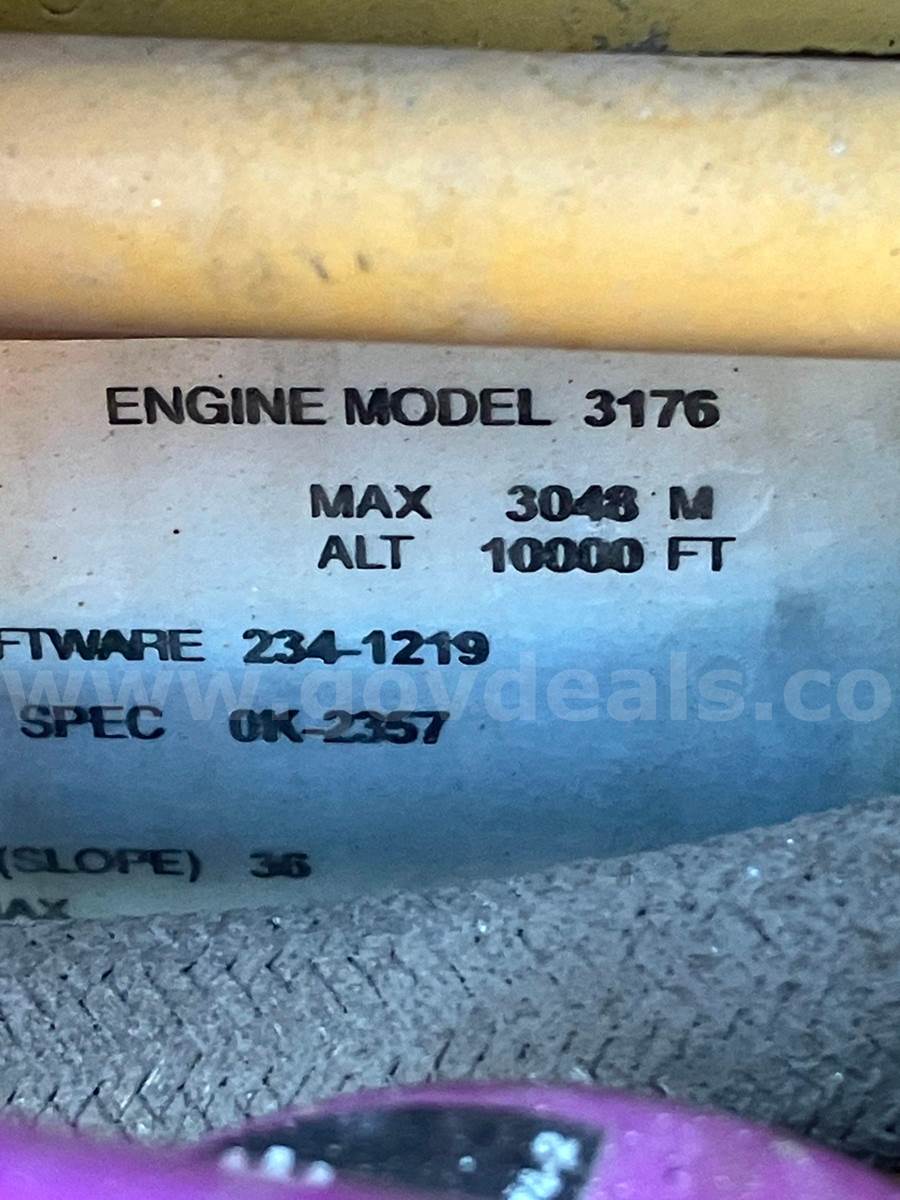 ENGINE MODEL 3176
MAX 3048 M
ALT 10000 FT
FTWARE 234-1219
www.govdeals.co
SPEC 0K-2357
(SLOPE) 36
AX